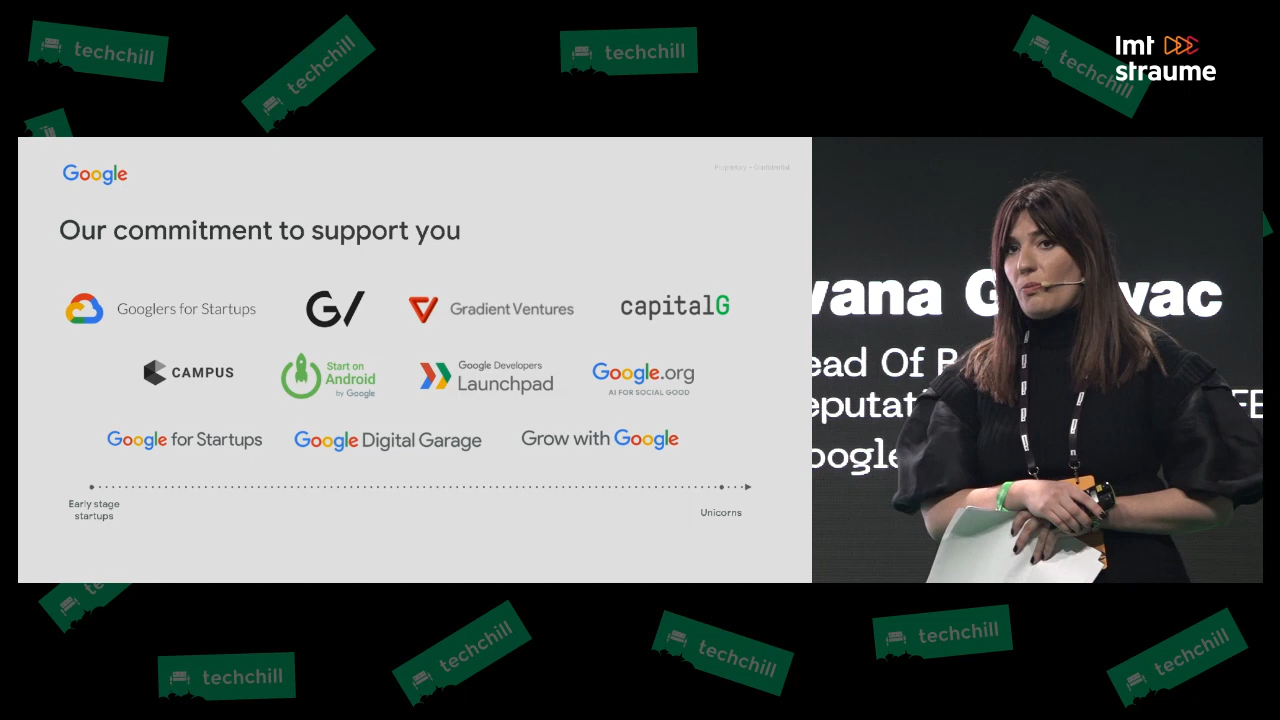 techchill
techchill
techchill
techchill
lmt
straume
Google
Proprietary + Confidential
Our commitment to support you
Googlers for Startups
G/
Gradient Ventures
capitalG
CAMPUS
Start on
Android
by Google
Google Developers
Launchpad
Google.org
AI FOR SOCIAL GOOD
Google for Startups
Google Digital Garage
Grow with Google
Early stage
startups
Unicorns
vana G vac
ead Of
eputat
oogle
techchill
techchill
techchill
techchill
techchill